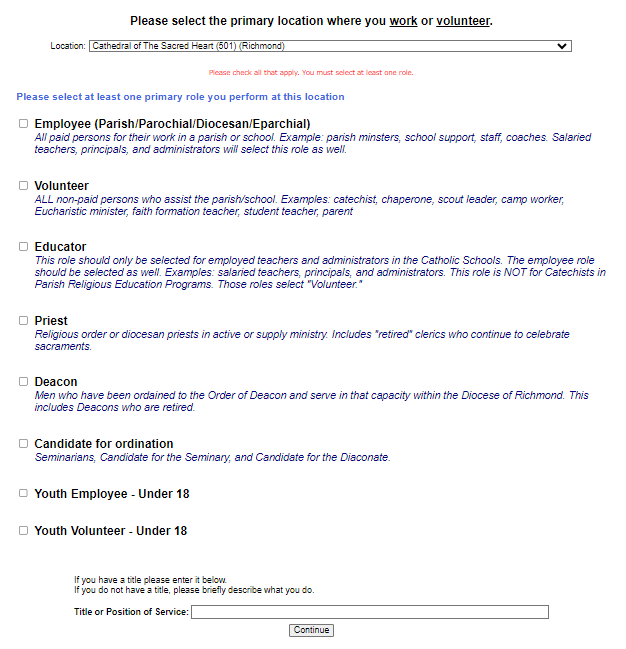 Please select the primary location where you work or volunteer.
Location: Cathedral of The Sacred Heart (501) (Richmond)
Please check all that apply. You must select at least one role.
Please select at least one primary role you perform at this location
Employee (Parish/Parochial/Diocesan/Eparchial)
All paid persons for their work in a parish or school. Example: parish minsters, school support, staff, coaches. Salaried
teachers, principals, and administrators will select this role as well.
Volunteer
ALL non-paid persons who assist the parish/school. Examples: catechist, chaperone, scout leader, camp worker,
Eucharistic minister, faith formation teacher, student teacher, parent
Educator
This role should only be selected for employed teachers and administrators in the Catholic Schools. The employee role
should be selected as well. Examples: salaried teachers, principals, and administrators. This role is NOT for Catechists in
Parish Religious Education Programs. Those roles select "Volunteer."
Priest
Religious order or diocesan priests in active or supply ministry. Includes "retired" clerics who continue to celebrate
sacraments.
Deacon
Men who have been ordained to the Order of Deacon and serve in that capacity within the Diocese of Richmond. This
includes Deacons who are retired.
Candidate for ordination
Seminarians, Candidate for the Seminary, and Candidate for the Diaconate.
Youth Employee - Under 18
Youth Volunteer - Under 18
If you have a title please enter it below.
If you do not have a title, please briefly describe what you do.
Title or Position of Service:
Continue